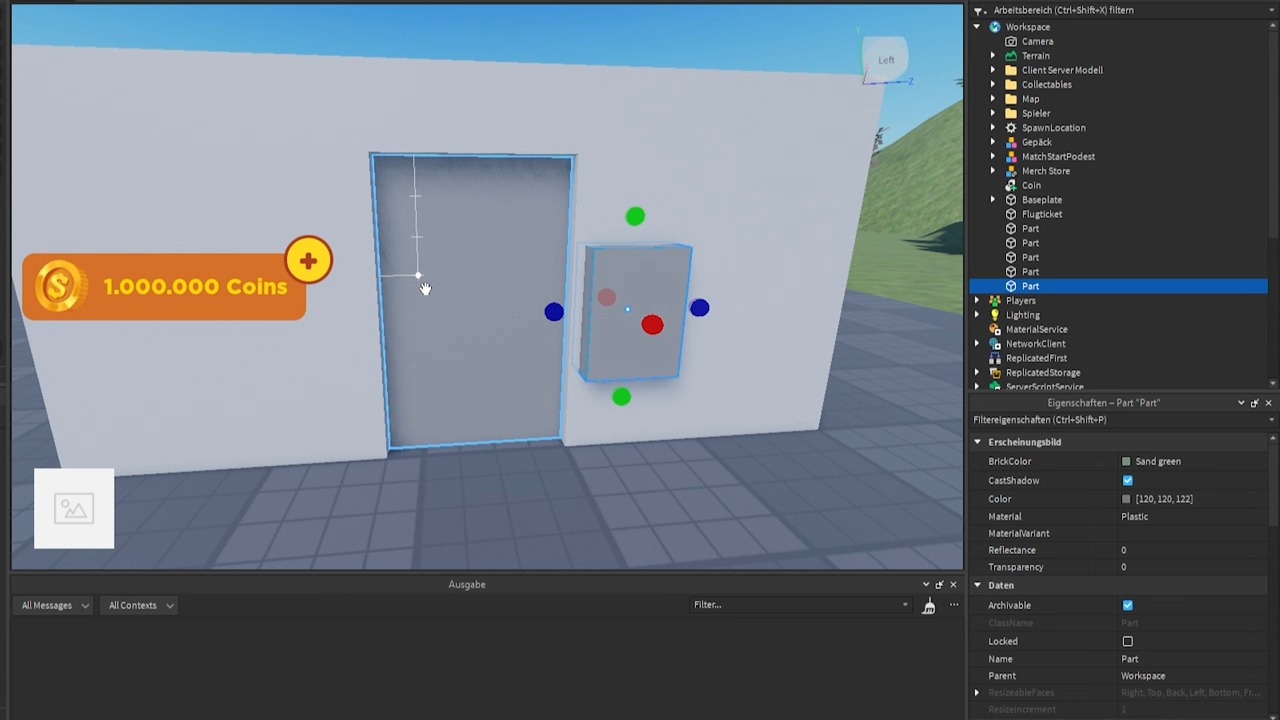 Arbeitsbereich (Ctrl+Shift+X) filtern
Workspace
Camera
Terrain
Client Server Modell
Collectables
Map
Spieler
SpawnLocation
Gepäck
MatchStartPodest
Merch Store
Coin
Baseplate
Flugticket
Part
Part
Part
Part
Part
Players
Lighting
MaterialService
NetworkClient
ReplicatedFirst
ReplicatedStorage
ServerScriptService
Y
Left
Z
S
1.000.000 Coins
+
Eigenschaften – Part "Part"
Filtereigenschaften (Ctrl+Shift+P)
Erscheinungsbild
BrickColor Sand green
CastShadow
Color [120, 120, 122]
Material Plastic
MaterialVariant
Reflectance 0
Transparency 0
Daten
Archivable
ClassName Part
Locked
Name Part
Parent Workspace
ResizeableFaces Right, Top, Back, Left, Bottom, Fr...
ResizeIncrement 1
Ausgabe
All Messages All Contexts Filter...